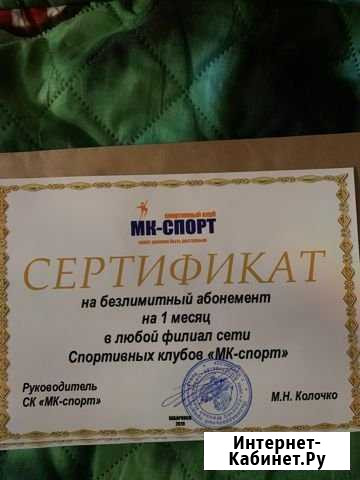 спортивный клуб
МК-СПОРТ
СЕРТИФИКАТ
на безлимитный абонемент
на 1 месяц
в любой филиал сети
Спортивных клубов «МК-спорт»
Руководитель
СК «МК-спорт»
М.Н. Колочко
ХАБАРОВСК
Интернет-
Кабинет.Ру